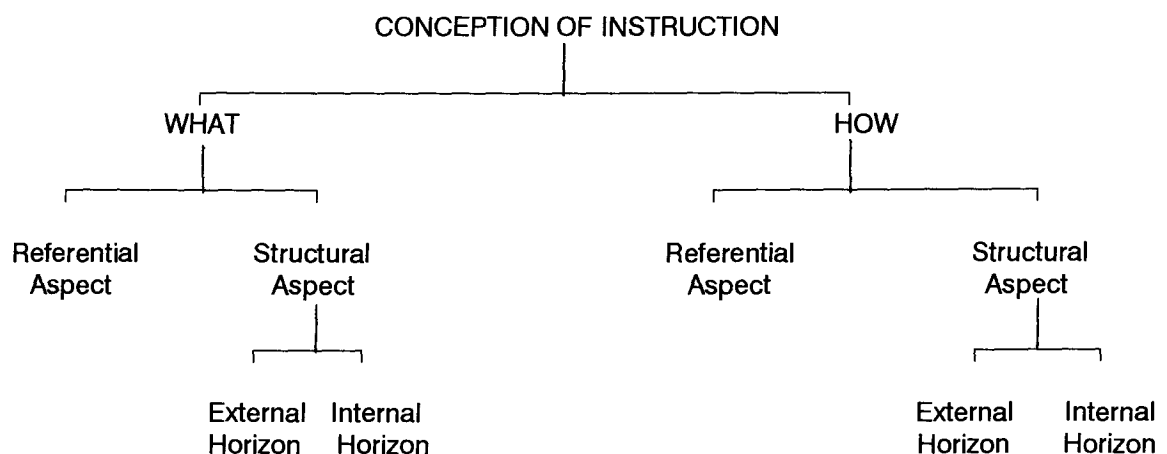 CONCEPTION OF INSTRUCTION
WHAT
HOW
Referential
Aspect
Structural
Aspect
Referential
Aspect
Structural
Aspect
External
Horizon
Internal
Horizon
External
Horizon
Internal
Horizon